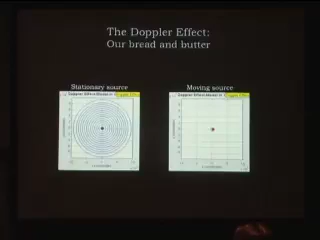 The Doppler Effect:
Our bread and butter
Stationary source
Moving source